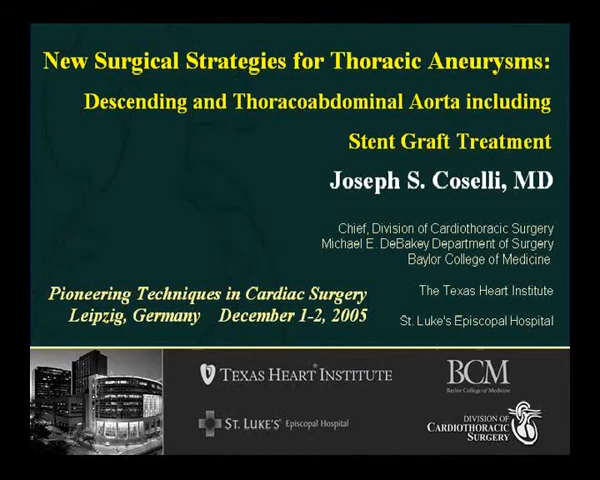 New Surgical Strategies for Thoracic Aneurysms:
Descending and Thoracoabdominal Aorta including
Stent Graft Treatment
Joseph S. Coselli, MD
Chief, Division of Cardiothoracic Surgery
Michael E. DeBakey Department of Surgery
Baylor College of Medicine
Pioneering Techniques in Cardiac Surgery
Leipzig, Germany December 1-2, 2005
The Texas Heart Institute
St. Luke's Episcopal Hospital
TEXAS HEART® INSTITUTE
BCM
Baylor College of Medicine
ST. LUKE'S Episcopal Hospital
DIVISION OF
CARDIOTHORACIC
SURGERY